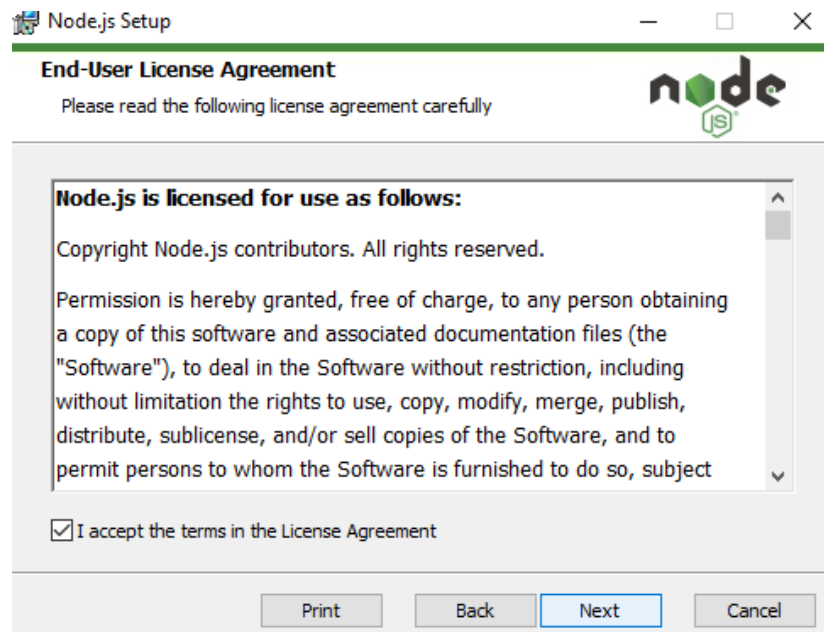 Node.js Setup
End-User License Agreement
Please read the following license agreement carefully
node
JS
Node.js is licensed for use as follows:
Copyright Node.js contributors. All rights reserved.
Permission is hereby granted, free of charge, to any person obtaining
a copy of this software and associated documentation files (the
"Software"), to deal in the Software without restriction, including
without limitation the rights to use, copy, modify, merge, publish,
distribute, sublicense, and/or sell copies of the Software, and to
permit persons to whom the Software is furnished to do so, subject
I accept the terms in the License Agreement
Print Back Next Cancel